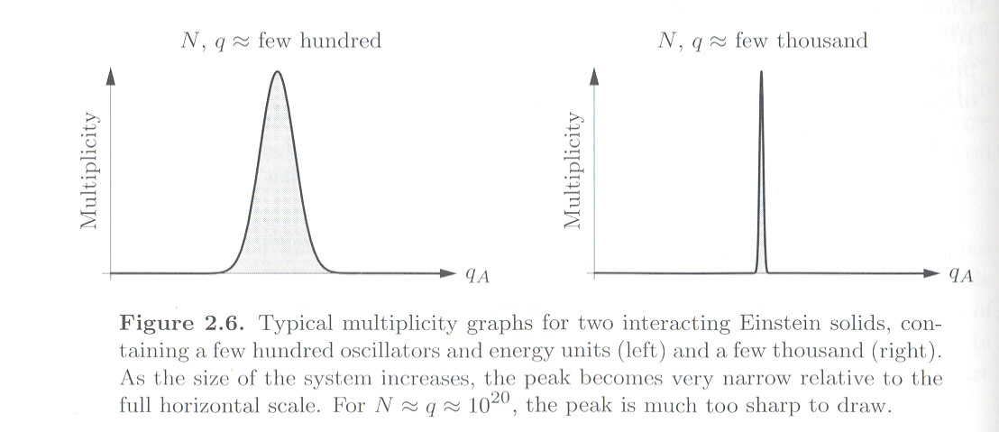 N, q ≈ few hundred
Multiplicity
q_A
N, q ≈ few thousand
Multiplicity
q_A
Figure 2.6. Typical multiplicity graphs for two interacting Einstein solids, con-
taining a few hundred oscillators and energy units (left) and a few thousand (right).
As the size of the system increases, the peak becomes very narrow relative to the
full horizontal scale. For N ≈ q ≈ 10²⁰, the peak is much too sharp to draw.